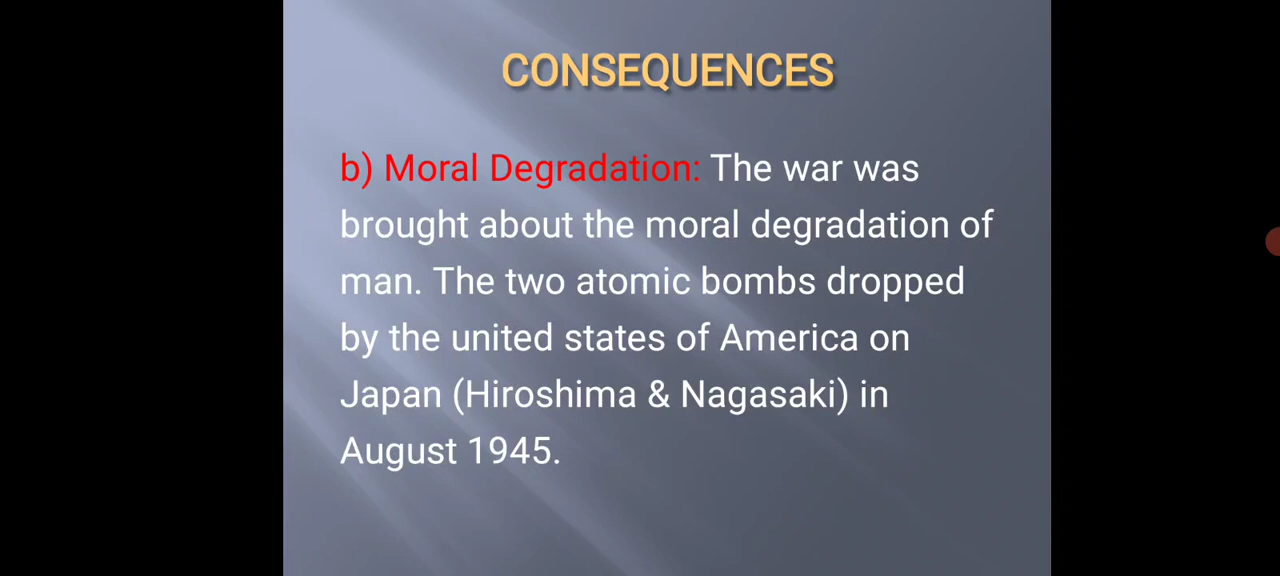 CONSEQUENCES
b) Moral Degradation: The war was
brought about the moral degradation of
man. The two atomic bombs dropped
by the united states of America on
Japan (Hiroshima & Nagasaki) in
August 1945.